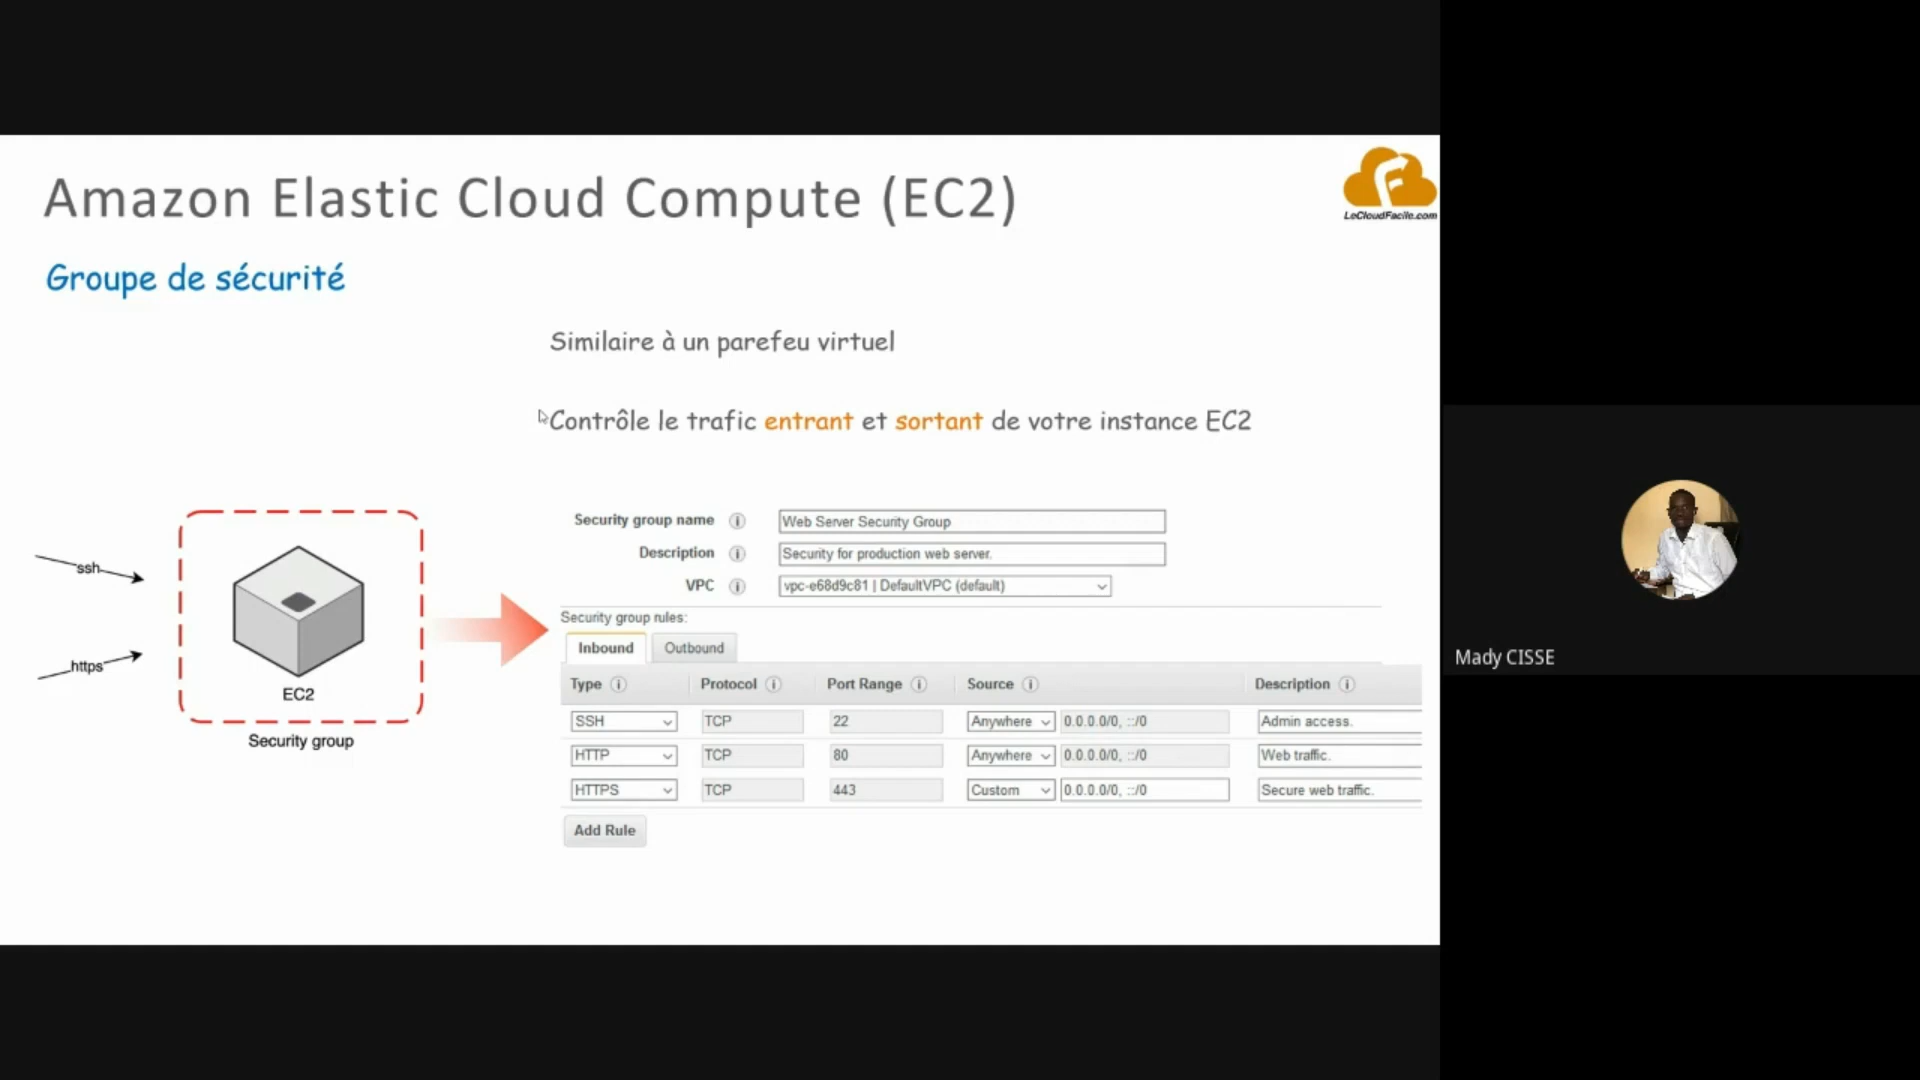 Amazon Elastic Cloud Compute (EC2)
LeCloudFacile.com
Groupe de sécurité
Similaire à un parefeu virtuel
Contrôle le trafic entrant et sortant de votre instance EC2
ssh
https
EC2
Security group
Security group name Web Server Security Group
Description Security for production web server.
VPC vpc-e68d9c81 | DefaultVPC (default)
Security group rules:
Inbound Outbound
Type Protocol Port Range Source Description
SSH TCP 22 Anywhere 0.0.0.0/0, ::/0 Admin access.
HTTP TCP 80 Anywhere 0.0.0.0/0, ::/0 Web traffic.
HTTPS TCP 443 Custom 0.0.0.0/0, ::/0 Secure web traffic.
Add Rule
Mady CISSE